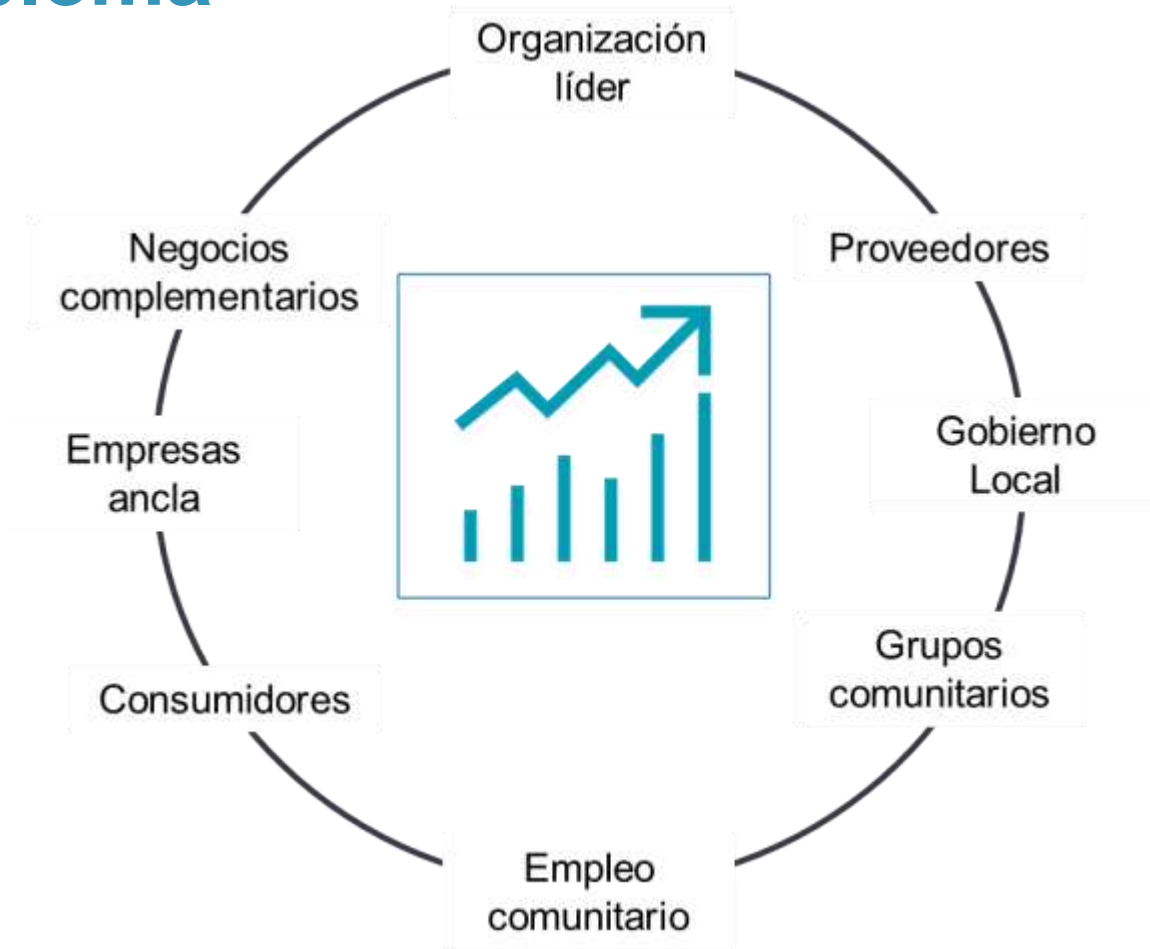 Organización
líder
Proveedores
Gobierno
Local
Grupos
comunitarios
Empleo
comunitario
Consumidores
Empresas
ancla
Negocios
complementarios